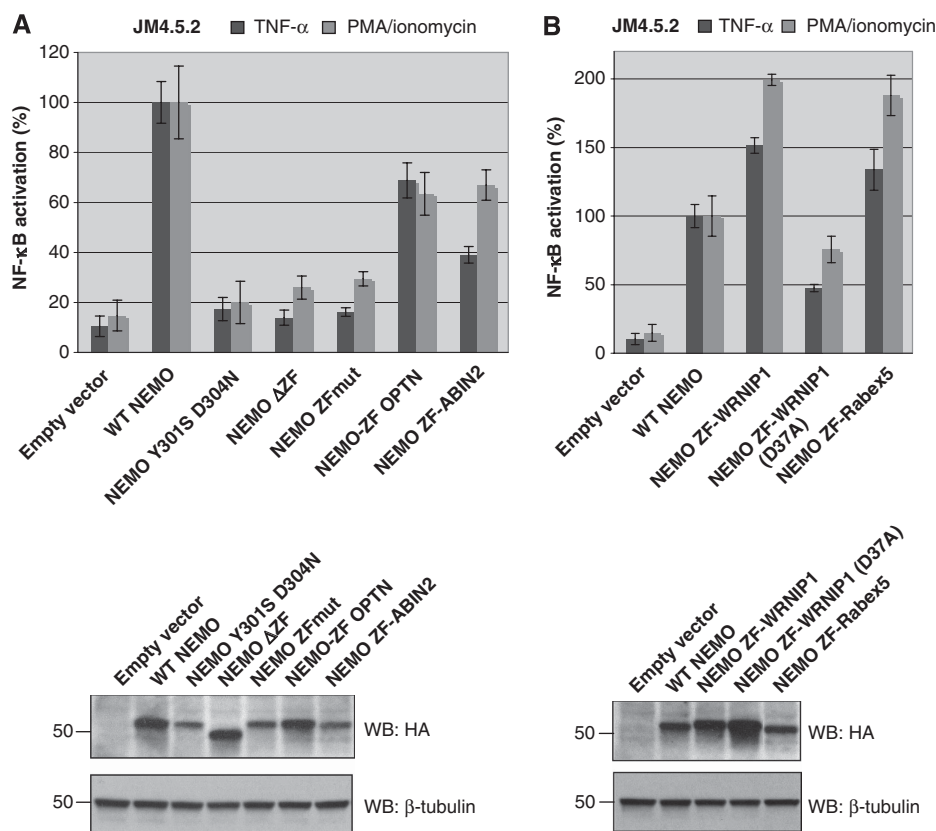 A
JM4.5.2 TNF-α PMA/ionomycin
NF-κB activation (%)
120
100
80
60
40
20
0
Empty vector
WT NEMO
NEMO Y301S D304N
NEMO ΔZF
NEMO ZFmut
NEMO-ZF OPTN
NEMO ZF-ABIN2
Empty vector
WT NEMO
NEMO Y301S D304N
NEMO ΔZF
NEMO ZFmut
NEMO-ZF OPTN
NEMO ZF-ABIN2
50
WB: HA
50
WB: β-tubulin
B
JM4.5.2 TNF-α PMA/ionomycin
NF-κB activation (%)
200
150
100
50
0
Empty vector
WT NEMO
NEMO ZF-WRNIP1
NEMO ZF-WRNIP1
(D37A)
NEMO ZF-Rabex5
Empty vector
WT NEMO
NEMO ZF-WRNIP1
NEMO ZF-WRNIP1 (D37A)
NEMO ZF-Rabex5
50
WB: HA
50
WB: β-tubulin